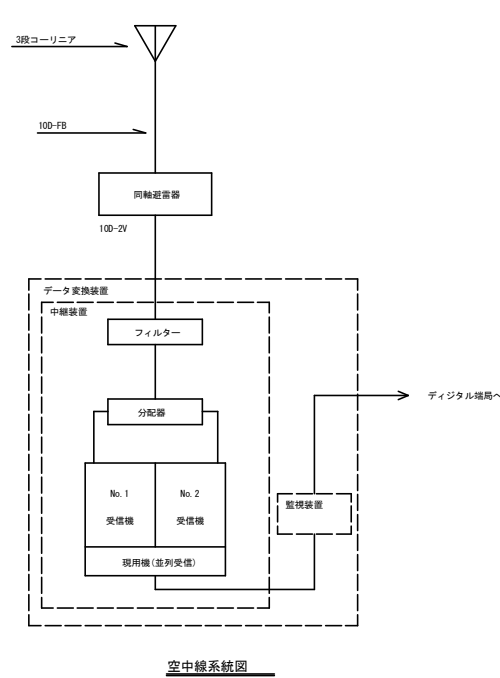 3段コーリニア
10D-FB
同軸避雷器
10D-2V
データ変換装置
中継装置
フィルター
ディジタル端局へ
分配器
No.1
No.2
監視装置
受信機
受信機
現用機(並列受信)
空中線系統図